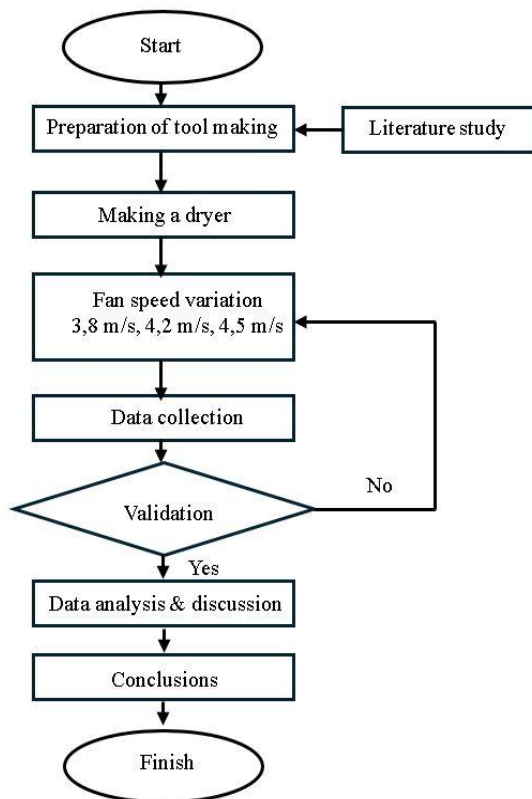 Start
Preparation of tool making
Literature study
Making a dryer
Fan speed variation
3,8 m/s, 4,2 m/s, 4,5 m/s
Data collection
Validation
No
Yes
Data analysis & discussion
Conclusions
Finish